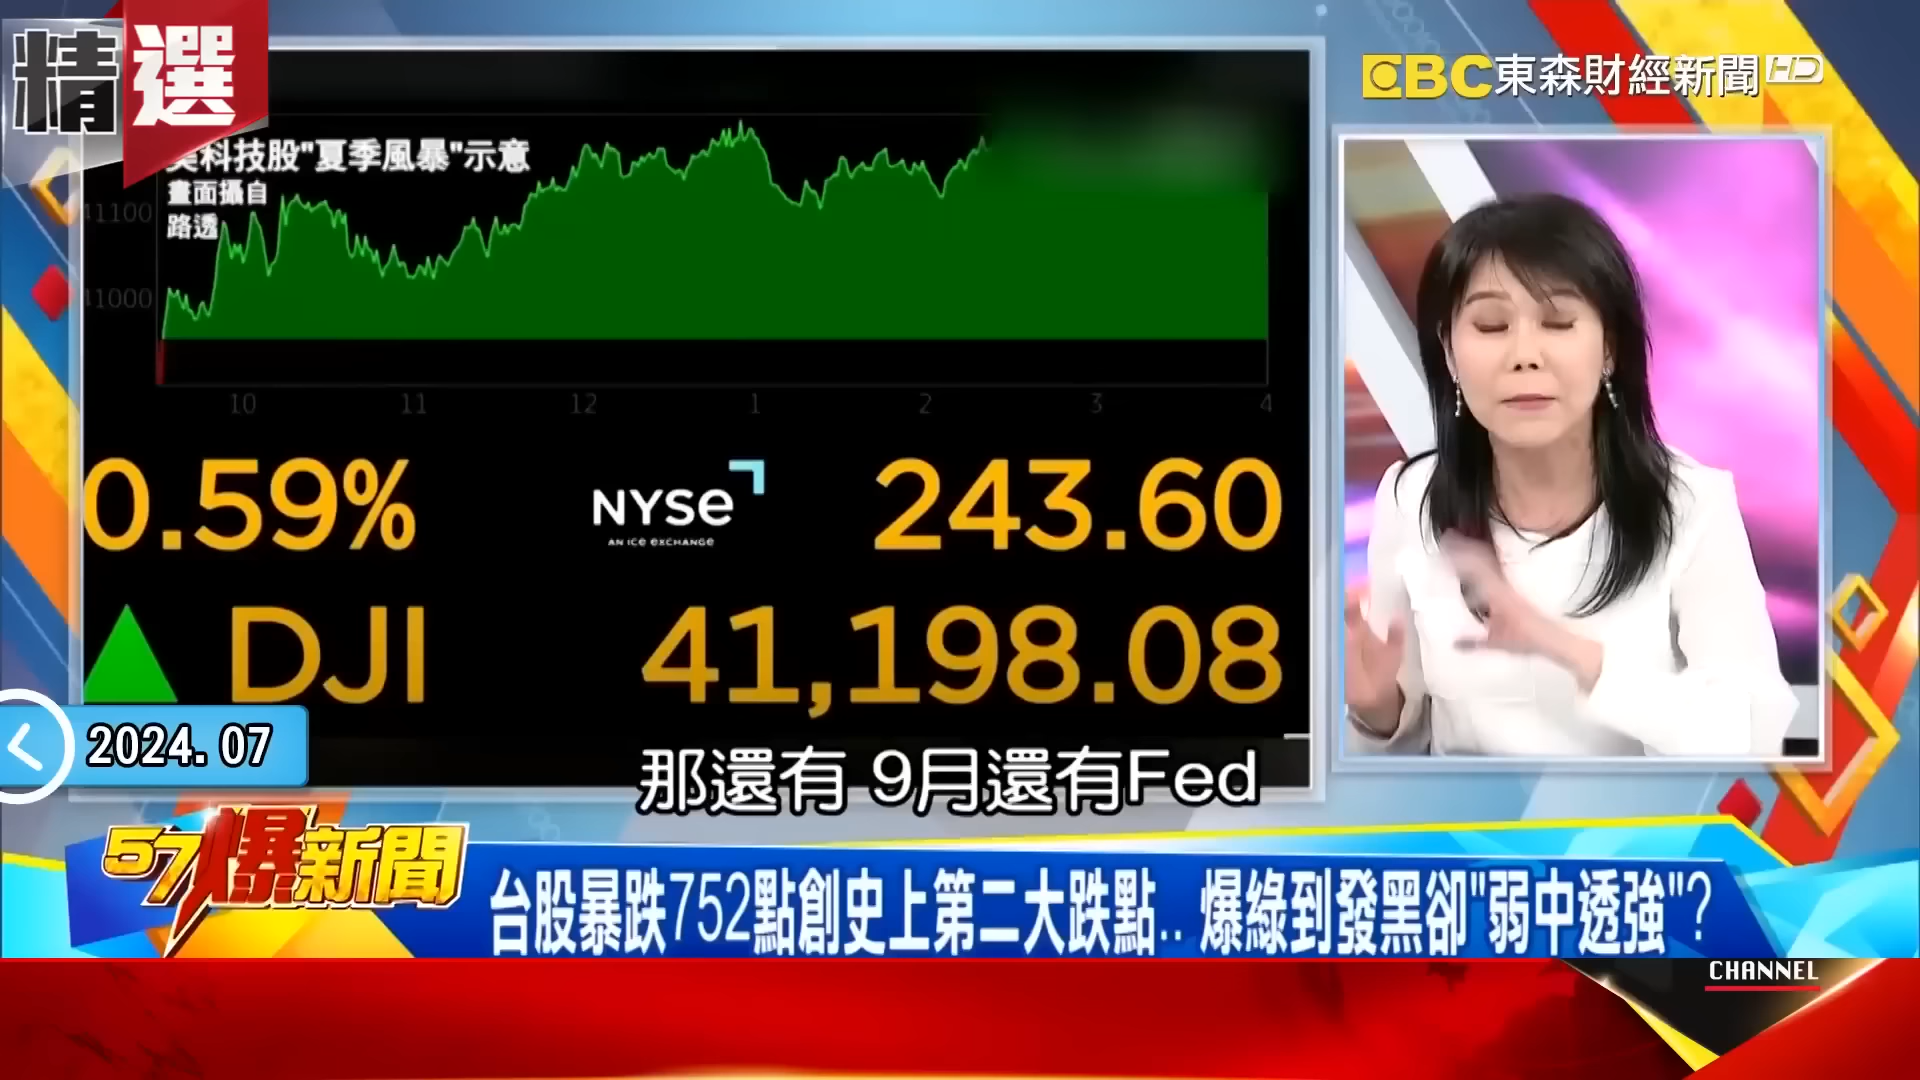 精選
EBC東森財經新聞HD
美科技股"夏季風暴"示意
畫面攝自
路透
41100
41000
10 11 12 1 2 3 4
0.59% NYSE 243.60
AN ICE EXCHANGE
DJI 41,198.08
2024.07
那還有 9月還有Fed
57爆新聞
台股暴跌752點創史上第二大跌點.. 爆綠到發黑卻"弱中透強"?
CHANNEL